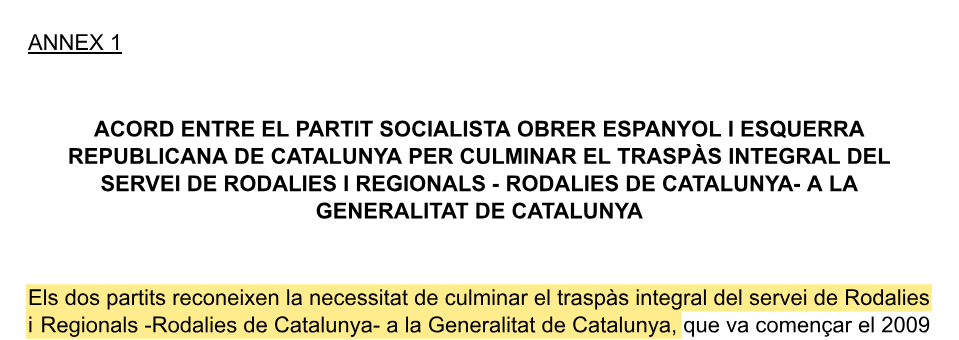 ANNEX 1
ACORD ENTRE EL PARTIT SOCIALISTA OBRER ESPANYOL I ESQUERRA
REPUBLICANA DE CATALUNYA PER CULMINAR EL TRASPÀS INTEGRAL DEL
SERVEI DE RODALIES I REGIONALS - RODALIES DE CATALUNYA- A LA
GENERALITAT DE CATALUNYA
Els dos partits reconeixen la necessitat de culminar el traspàs integral del servei de Rodalies
i Regionals -Rodalies de Catalunya- a la Generalitat de Catalunya, que va començar el 2009